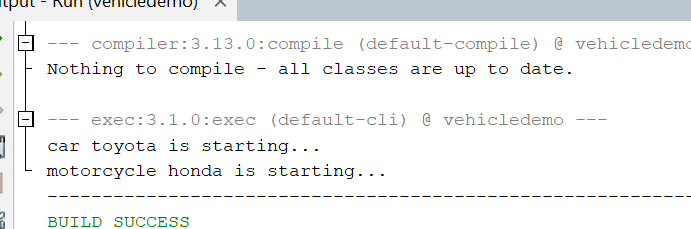 Run (vehicledemo) ×
--- compiler:3.13.0:compile (default-compile) @ vehicledemo
Nothing to compile - all classes are up to date.
--- exec:3.1.0:exec (default-cli) @ vehicledemo ---
car toyota is starting...
motorcycle honda is starting...
------------------------------------------------------------------------
BUILD SUCCESS